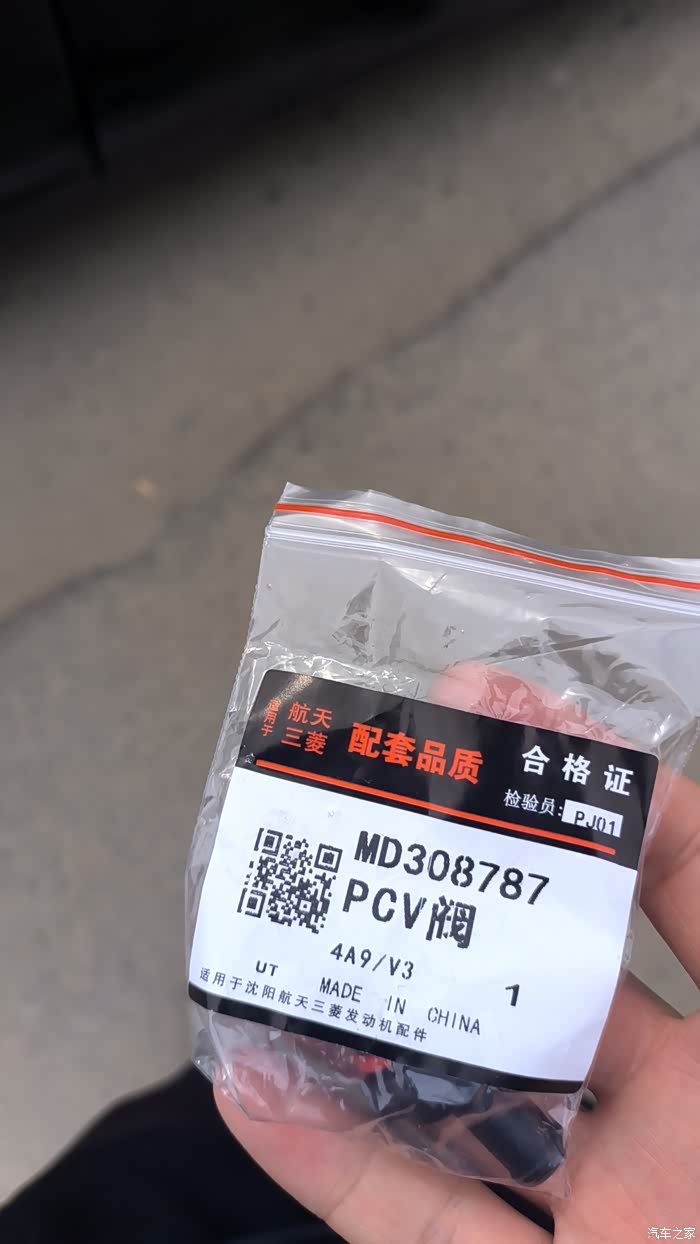 适用于
航天
三菱
配套品质
合格证
检验员:
PJ01
MD308787
PCV阀
4A9/V3
UT
MADE IN CHINA
1
适用于沈阳航天三菱发动机配件
汽车之家